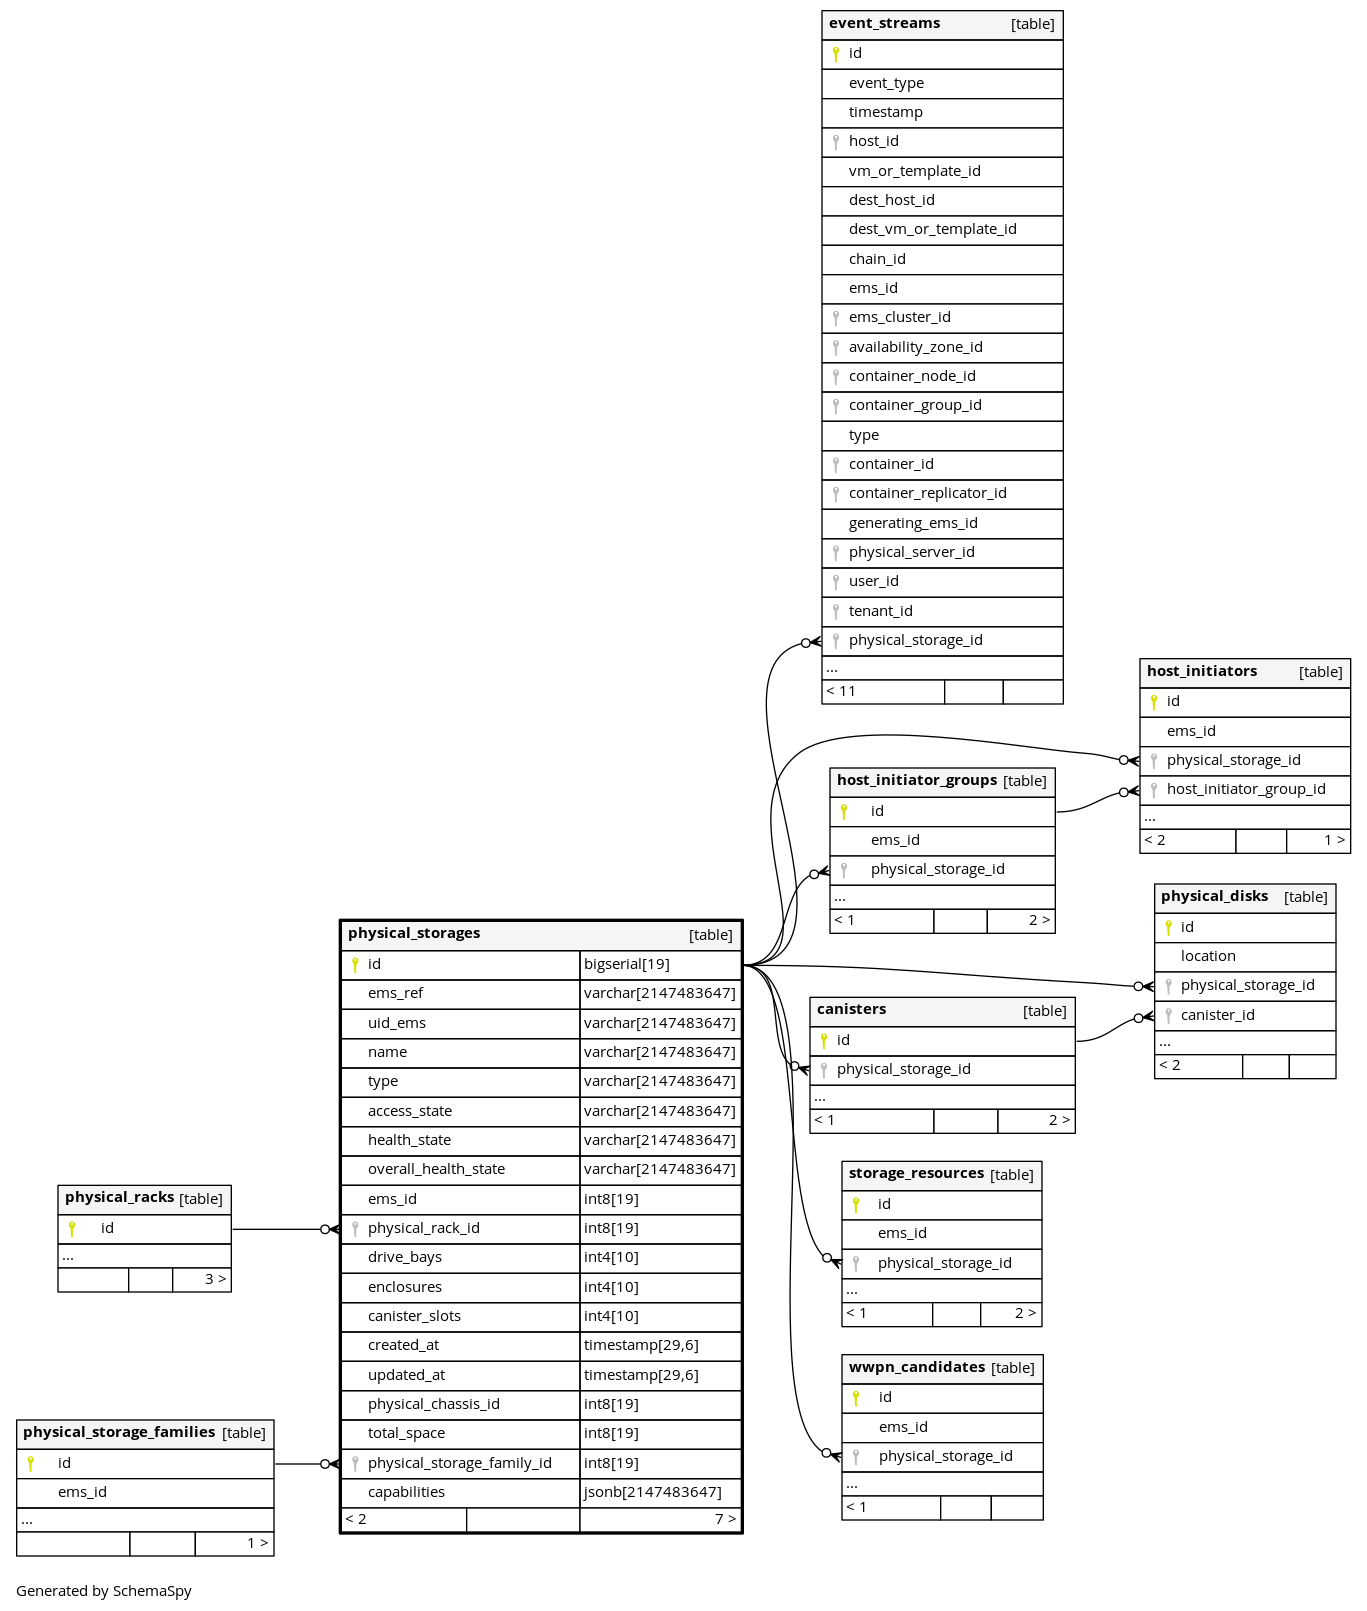 event_streams [table]
id
event_type
timestamp
host_id
vm_or_template_id
dest_host_id
dest_vm_or_template_id
chain_id
ems_id
ems_cluster_id
availability_zone_id
container_node_id
container_group_id
type
container_id
container_replicator_id
generating_ems_id
physical_server_id
user_id
tenant_id
physical_storage_id
...
< 11
host_initiators [table]
id
ems_id
physical_storage_id
host_initiator_group_id
...
< 2 1 >
host_initiator_groups [table]
id
ems_id
physical_storage_id
...
< 1 2 >
physical_disks [table]
id
location
physical_storage_id
canister_id
...
< 2
physical_storages [table]
id bigserial[19]
ems_ref varchar[2147483647]
uid_ems varchar[2147483647]
name varchar[2147483647]
type varchar[2147483647]
access_state varchar[2147483647]
health_state varchar[2147483647]
overall_health_state varchar[2147483647]
ems_id int8[19]
physical_rack_id int8[19]
drive_bays int4[10]
enclosures int4[10]
canister_slots int4[10]
created_at timestamp[29,6]
updated_at timestamp[29,6]
physical_chassis_id int8[19]
total_space int8[19]
physical_storage_family_id int8[19]
capabilities jsonb[2147483647]
< 2 7 >
canisters [table]
id
physical_storage_id
...
< 1 2 >
storage_resources [table]
id
ems_id
physical_storage_id
...
< 1 2 >
physical_racks [table]
id
...
3 >
wwpn_candidates [table]
id
ems_id
physical_storage_id
...
< 1
physical_storage_families [table]
id
ems_id
...
1 >
Generated by SchemaSpy